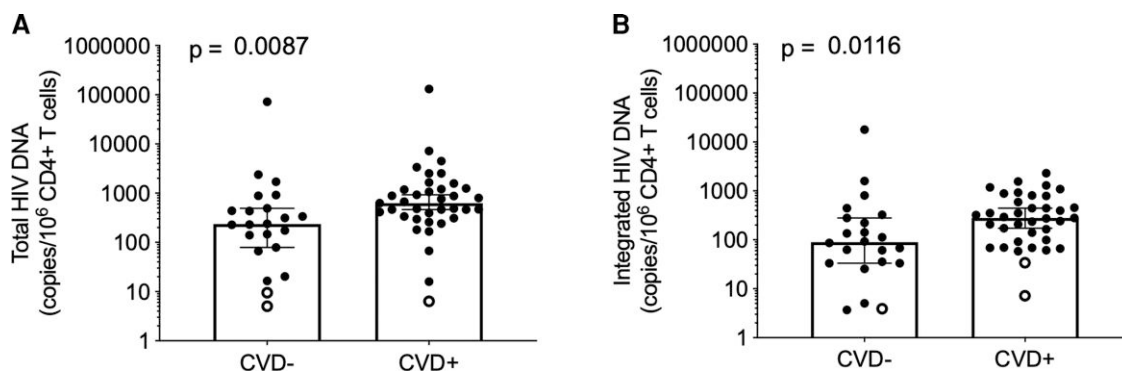 A
p = 0.0087
Total HIV DNA
(copies/10⁶ CD4+ T cells)
1000000
100000
10000
1000
100
10
1
CVD-
CVD+
B
p = 0.0116
Integrated HIV DNA
(copies/10⁶ CD4+ T cells)
1000000
100000
10000
1000
100
10
1
CVD-
CVD+